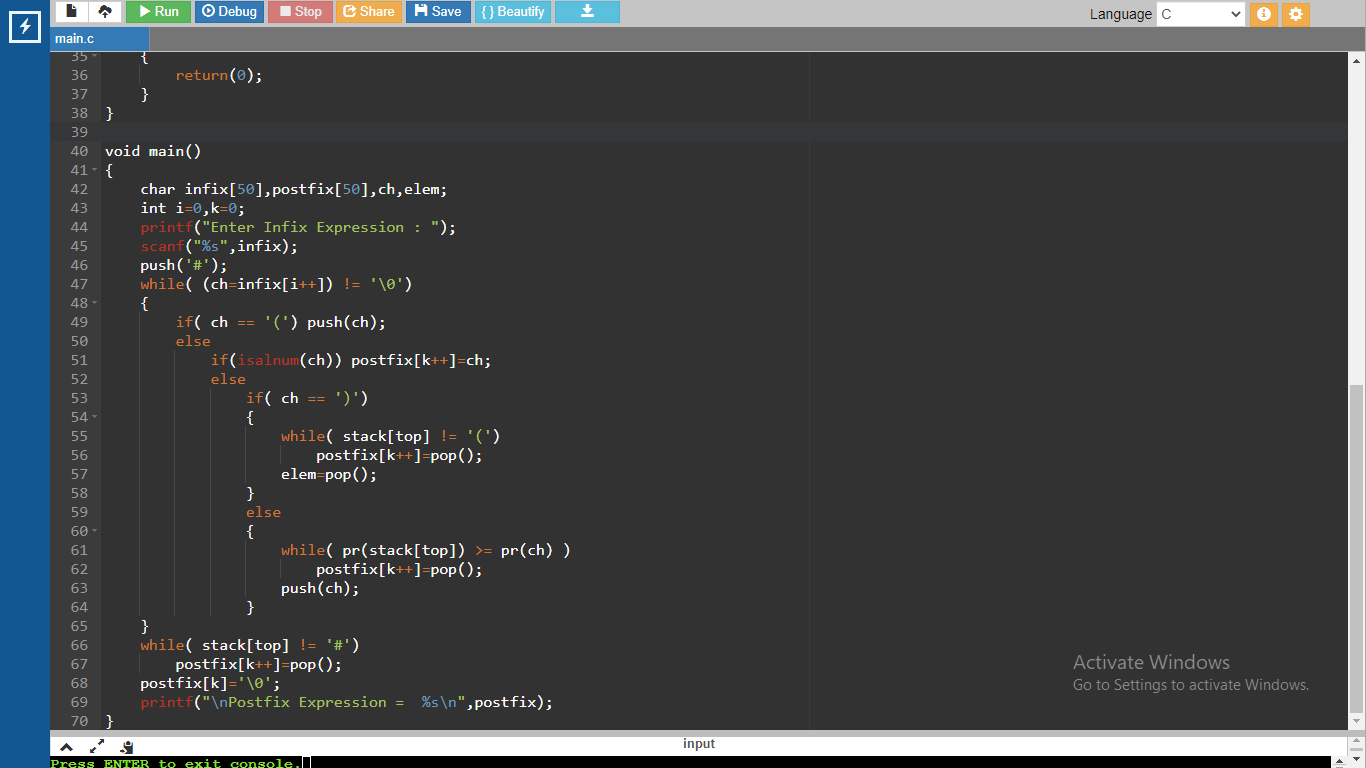 Run Debug Stop Share Save { } Beautify Language C
main.c
35 {
36 return(0);
37 }
38 }
39
40 void main()
41 {
42 char infix[50],postfix[50],ch,elem;
43 int i=0,k=0;
44 printf("Enter Infix Expression : ");
45 scanf("%s",infix);
46 push('#');
47 while( (ch=infix[i++]) != '\0')
48 {
49 if( ch == '(') push(ch);
50 else
51 if(isalnum(ch)) postfix[k++]=ch;
52 else
53 if( ch == ')')
54 {
55 while( stack[top] != '(')
56 postfix[k++]=pop();
57 elem=pop();
58 }
59 else
60 {
61 while( pr(stack[top]) >= pr(ch) )
62 postfix[k++]=pop();
63 push(ch);
64 }
65 }
66 while( stack[top] != '#')
67 postfix[k++]=pop();
68 postfix[k]='\0';
69 printf("\nPostfix Expression =  %s\n",postfix);
70 }
Activate Windows
Go to Settings to activate Windows.
input
Press ENTER to exit console.